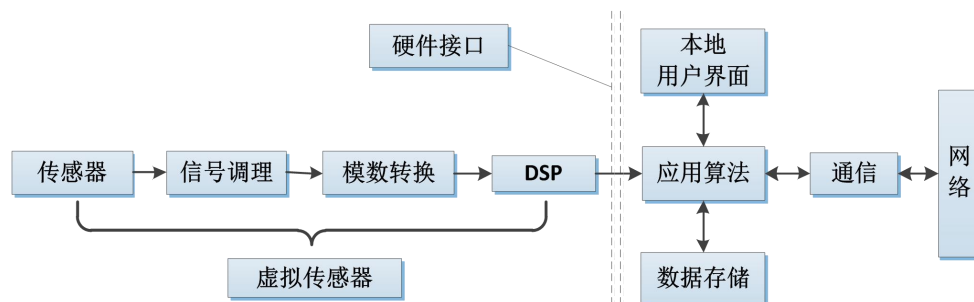 硬件接口
本地
用户界面
传感器
信号调理
模数转换
DSP
应用算法
通信
网
络
虚拟传感器
数据存储